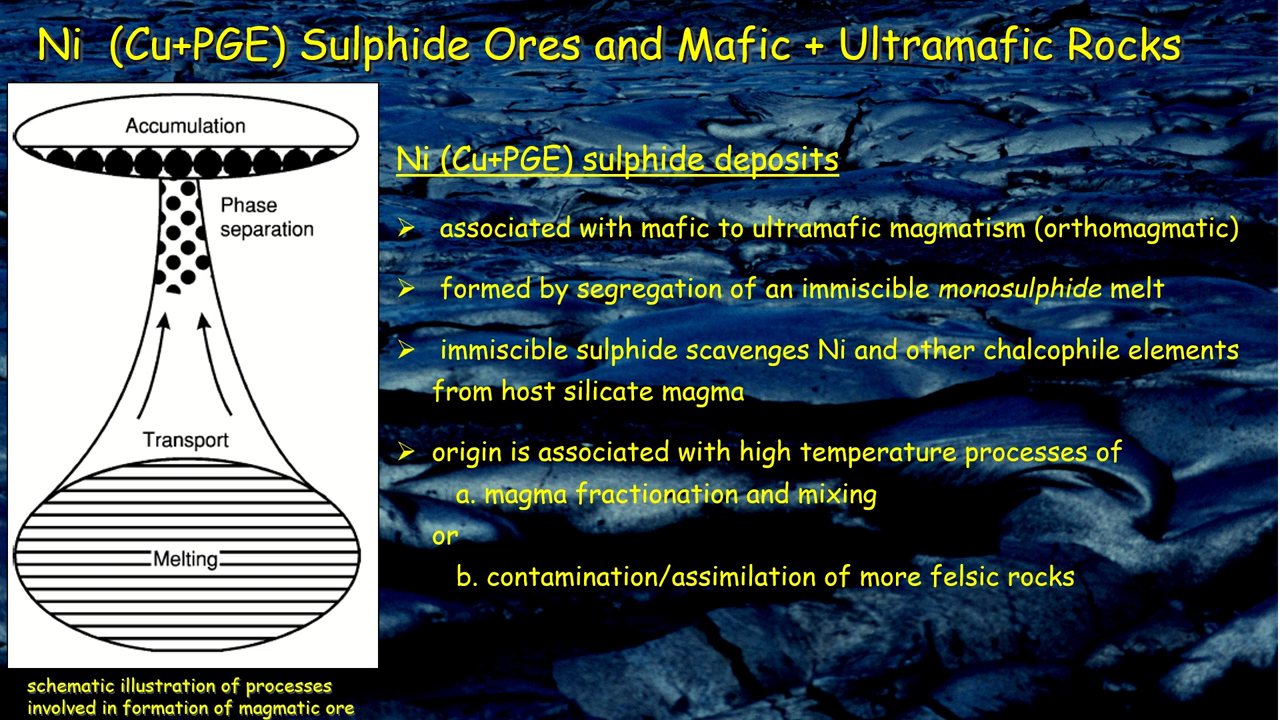 Ni (Cu+PGE) Sulphide Ores and Mafic + Ultramafic Rocks
Accumulation
Phase
separation
Transport
Melting
schematic illustration of processes
involved in formation of magmatic ore
Ni (Cu+PGE) sulphide deposits
➢ associated with mafic to ultramafic magmatism (orthomagmatic)
➢ formed by segregation of an immiscible monosulphide melt
➢ immiscible sulphide scavenges Ni and other chalcophile elements
from host silicate magma
➢ origin is associated with high temperature processes of
a. magma fractionation and mixing
or
b. contamination/assimilation of more felsic rocks